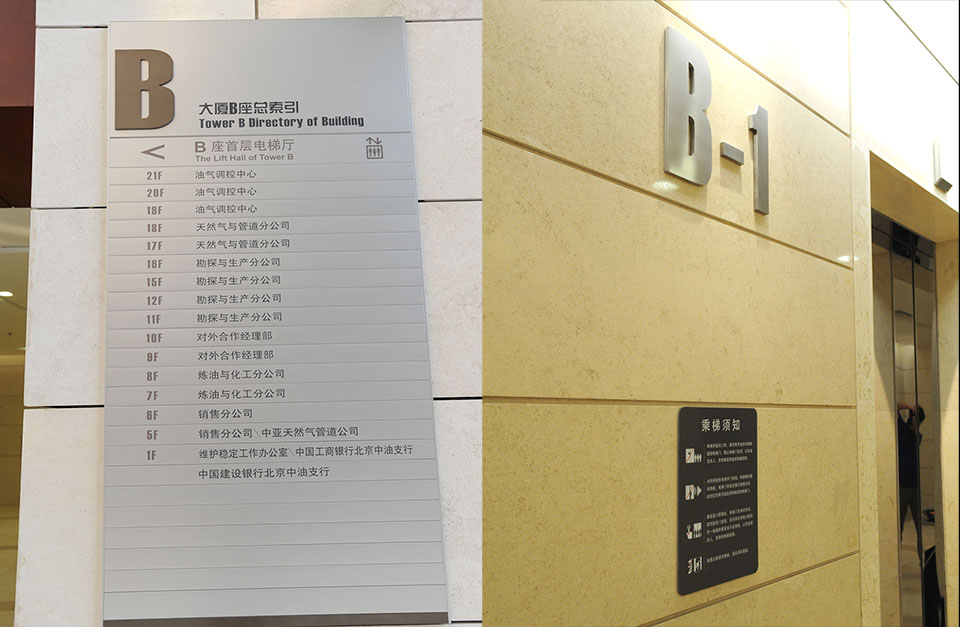 B
大厦B座总索引
Tower B Directory of Building
< B 座首层电梯厅
The Lift Hall of Tower B
21F 油气调控中心
20F 油气调控中心
19F 油气调控中心
18F 天然气与管道分公司
17F 天然气与管道分公司
16F 勘探与生产分公司
15F 勘探与生产分公司
12F 勘探与生产分公司
11F 勘探与生产分公司
10F 对外合作经理部
9F 对外合作经理部
8F 炼油与化工分公司
7F 炼油与化工分公司
6F 销售分公司
5F 销售分公司\中亚天然气管道公司
1F 维护稳定工作办公室\中国工商银行北京中油支行
中国建设银行北京中油支行
B-1
乘梯须知